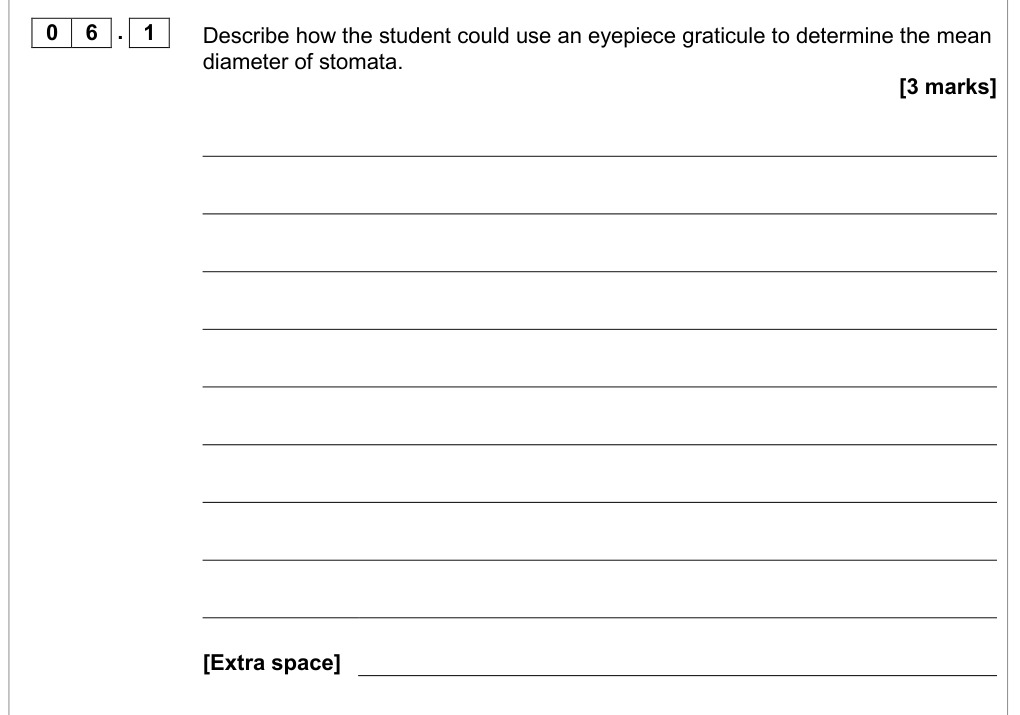 0 6 . 1 Describe how the student could use an eyepiece graticule to determine the mean
diameter of stomata.
[3 marks]
[Extra space]